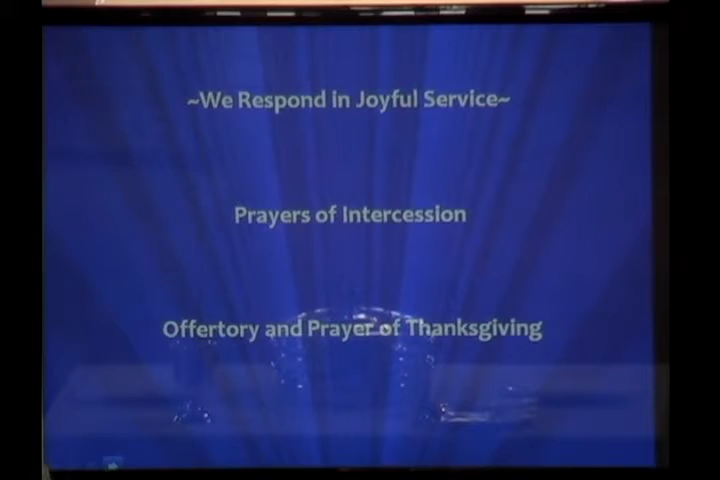 ~We Respond in Joyful Service~
Prayers of Intercession
Offertory and Prayer of Thanksgiving